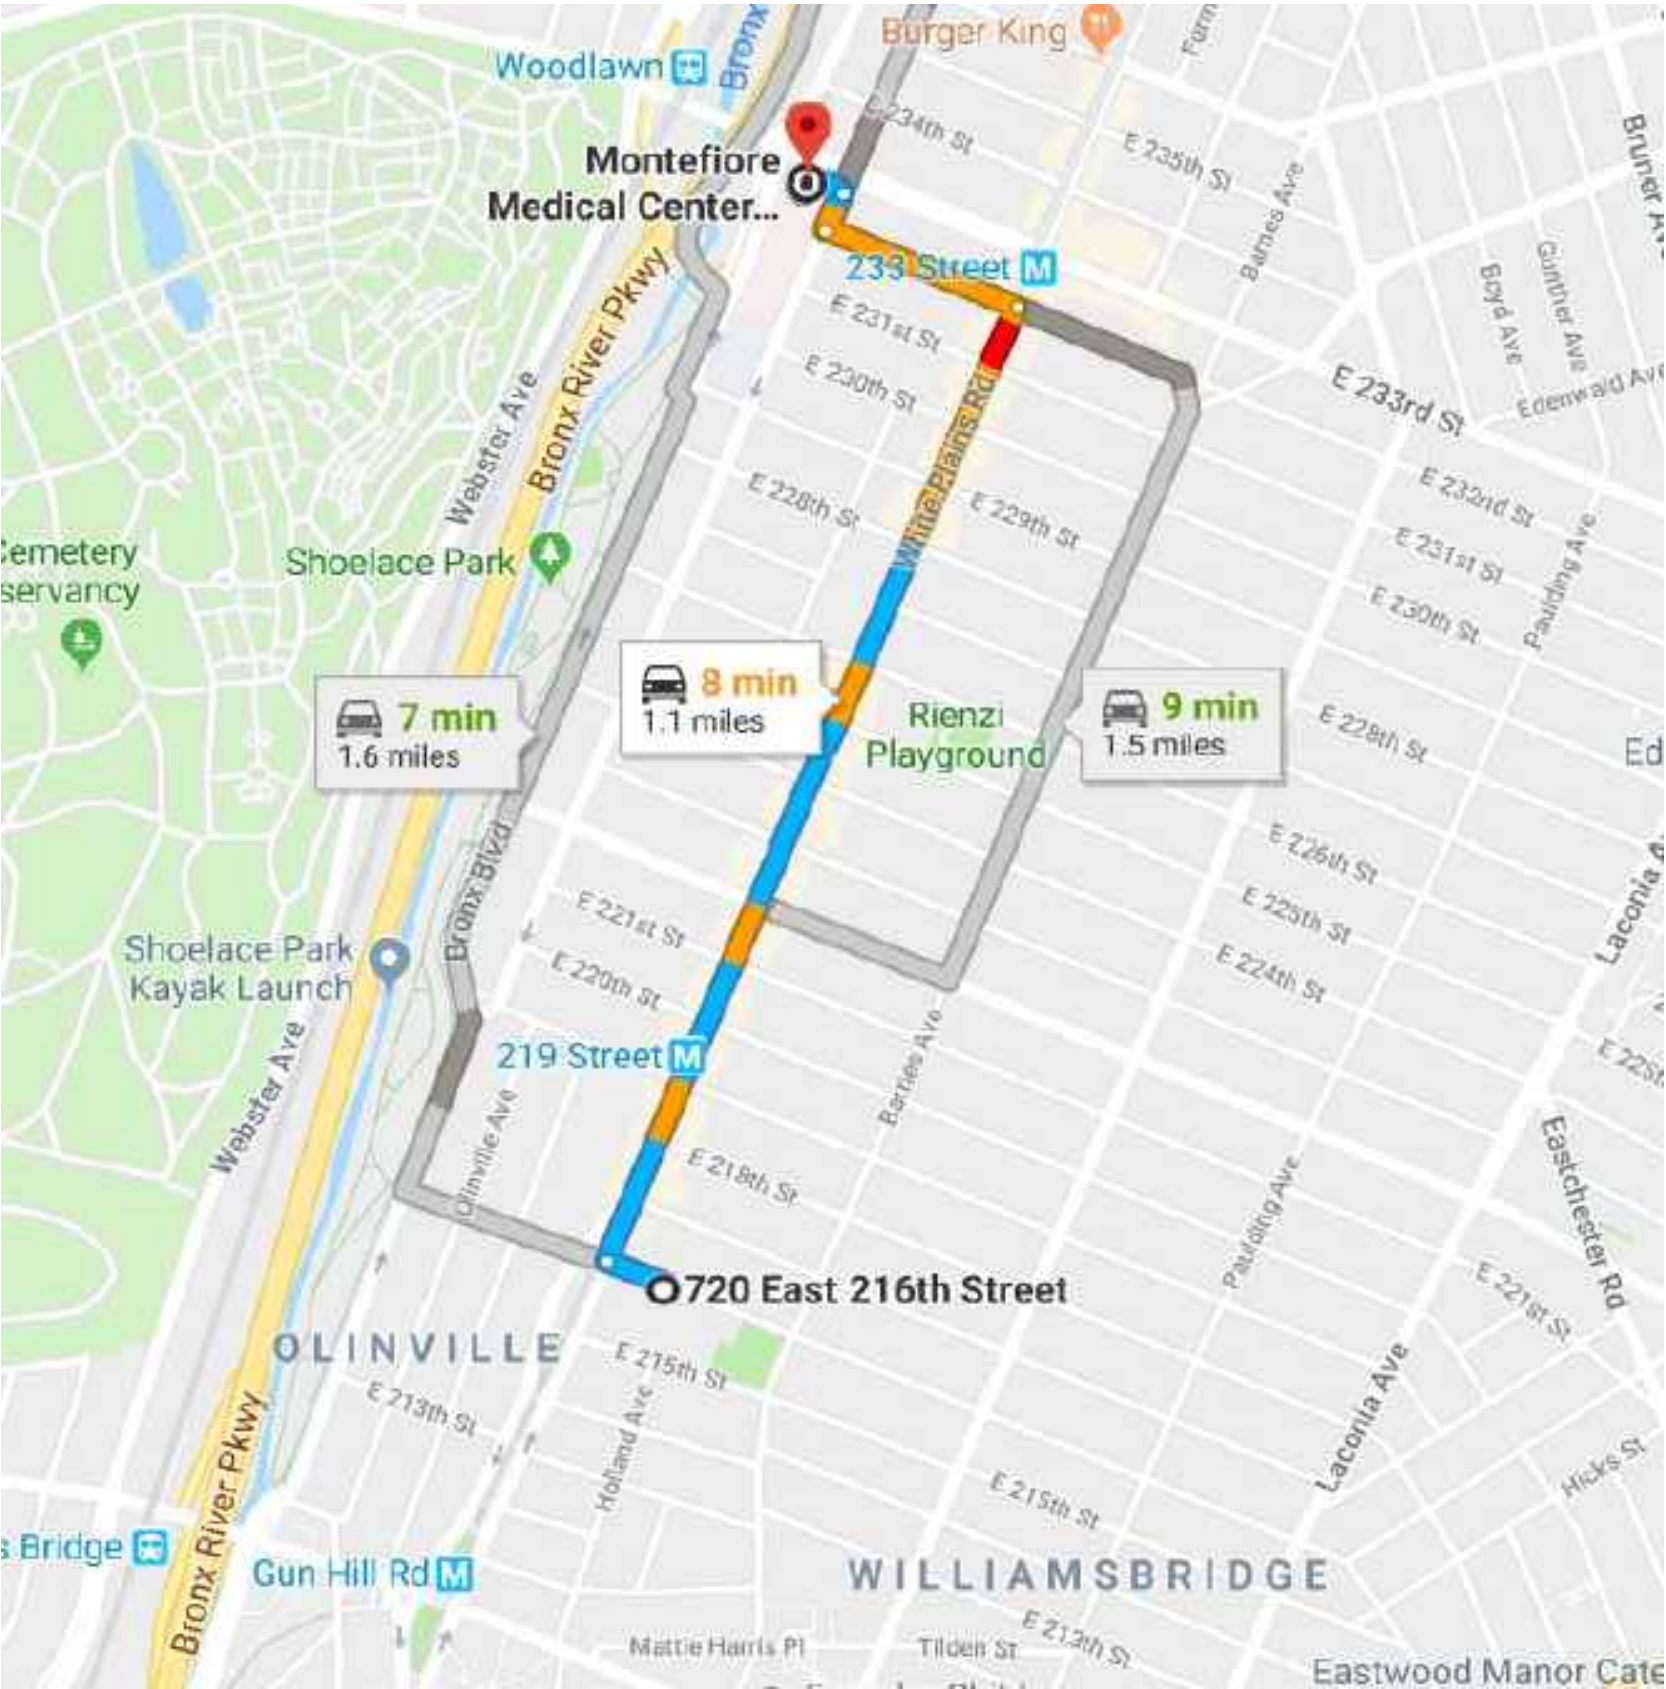 Burger King
Woodlawn
Bronx
Furm
E 234th St
E 235th St
Bruner Av
Montefiore
Medical Center...
Barnes Ave
Boyd Ave
Gunther Ave
233 Street M
Bronx River Pkwy
E 231st St
E 230th St
White Plains Rd
E 233rd St
Edenwald Ave
Webster Ave
E 228th St
E 229th St
E 232nd St
E 231st St
E 230th St
Paulding Ave
Cemetery
servancy
Shoelace Park
7 min
1.6 miles
8 min
1.1 miles
Rienzi
Playground
9 min
1.5 miles
E 228th St
Ed
Bronx Blvd
E 226th St
E 225th St
E 224th St
Laconia A
E 221st St
E 220th St
Shoelace Park
Kayak Launch
219 Street M
Webster Ave
Olinville Ave
Barnes Ave
E 225t
E 218th St
Paulding Ave
Eastchester Rd
720 East 216th Street
E 221st St
OLINVILLE
E 215th St
E 213th St
Holland Ave
Laconia Ave
Hicks St
E 215th St
Bronx River Pkwy
s Bridge
Gun Hill Rd M
WILLIAMSBRIDGE
Mattie Harris Pl
Tilden St
E 213th St
Eastwood Manor Cate